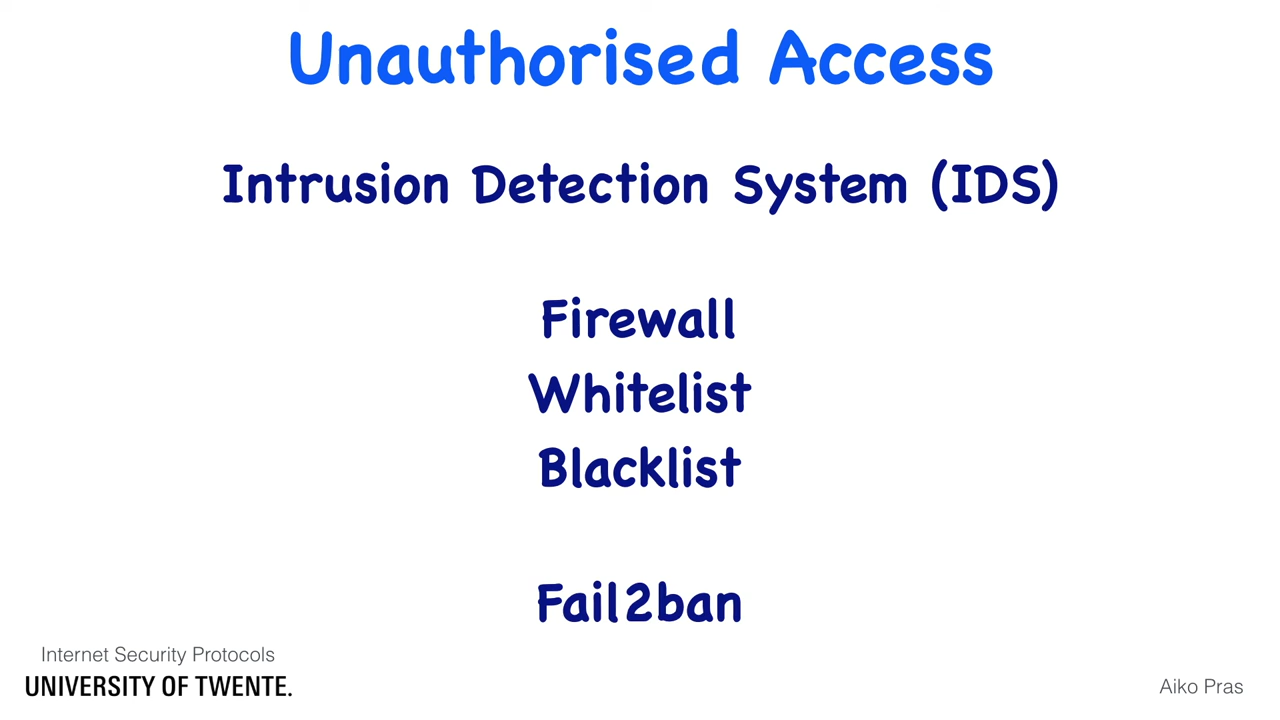 Unauthorised Access
Intrusion Detection System (IDS)
Firewall
Whitelist
Blacklist
Fail2ban
Internet Security Protocols
UNIVERSITY OF TWENTE.
Aiko Pras